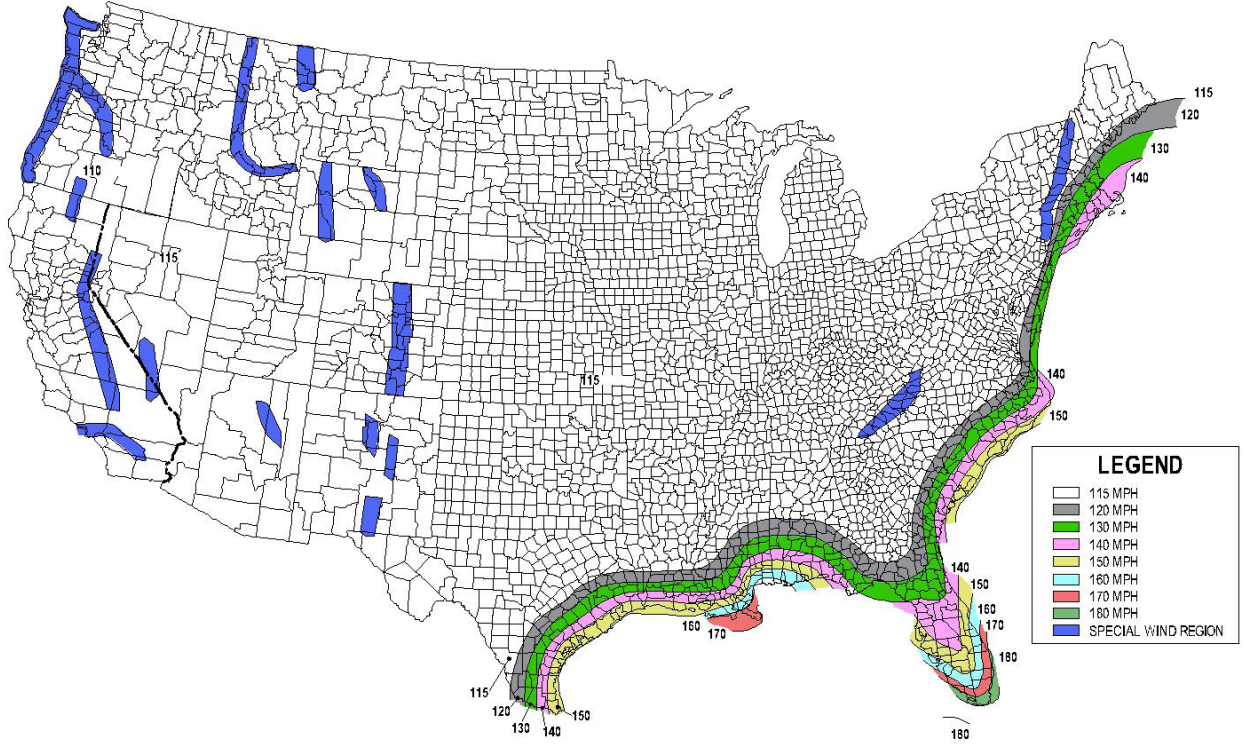 115
120
130
140
110
115
115
140
150
LEGEND
115 MPH
120 MPH
130 MPH
140 MPH
150 MPH
160 MPH
170 MPH
180 MPH
SPECIAL WIND REGION
140
150
160
170
180
160
170
115
120
130
140
150
180